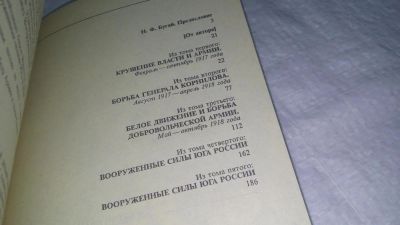 Н. Ф. Бугай. Предисловие
3
[От автора]
21
Из тома первого:
КРУШЕНИЕ ВЛАСТИ И АРМИИ.
Февраль — сентябрь 1917 года
22
Из тома второго:
БОРЬБА ГЕНЕРАЛА КОРНИЛОВА.
Август 1917 — апрель 1918 года
77
Из тома третьего:
БЕЛОЕ ДВИЖЕНИЕ И БОРЬБА
ДОБРОВОЛЬЧЕСКОЙ АРМИИ.
Май — октябрь 1918 года
112
Из тома четвертого:
ВООРУЖЕННЫЕ СИЛЫ ЮГА РОССИИ
162
Из тома пятого:
ВООРУЖЕННЫЕ СИЛЫ ЮГА РОССИИ
186